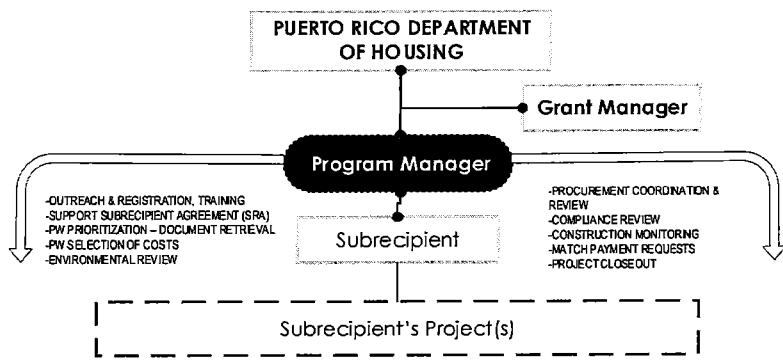 PUERTO RICO DEPARTMENT
OF HOUSING
Grant Manager
Program Manager
-OUTREACH & REGISTRATION, TRAINING
-SUPPORT SUBRECIPIENT AGREEMENT (SRA)
-PW PRIORITIZATION – DOCUMENT RETRIEVAL
-PW SELECTION OF COSTS
-ENVIRONMENTAL REVIEW
-PROCUREMENT COORDINATION &
REVIEW
-COMPLIANCE REVIEW
-CONSTRUCTION MONITORING
-MATCH PAYMENT REQUESTS
-PROJECT CLOSEOUT
Subrecipient
Subrecipient's Project(s)